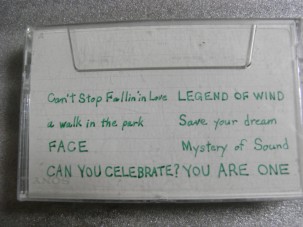 Can't Stop Fallin' in Love LEGEND OF WIND
a walk in the park Save your dream
FACE Mystery of Sound
CAN YOU CELEBRATE? YOU ARE ONE